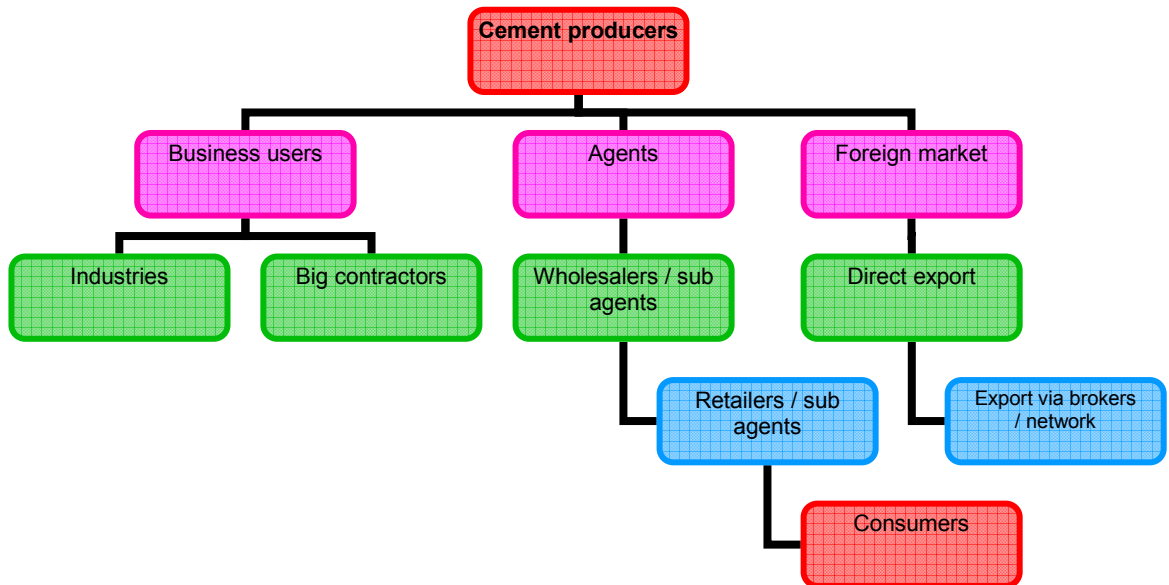 Cement producers
Business users
Agents
Foreign market
Industries
Big contractors
Wholesalers / sub
agents
Direct export
Retailers / sub
agents
Export via brokers
/ network
Consumers